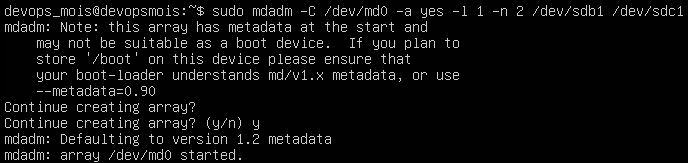 devops_mois@devopsmois:~$ sudo mdadm -C /dev/md0 -a yes -l 1 -n 2 /dev/sdb1 /dev/sdc1
mdadm: Note: this array has metadata at the start and
    may not be suitable as a boot device.  If you plan to
    store '/boot' on this device please ensure that
    your boot-loader understands md/v1.x metadata, or use
    --metadata=0.90
Continue creating array?
Continue creating array? (y/n) y
mdadm: Defaulting to version 1.2 metadata
mdadm: array /dev/md0 started.